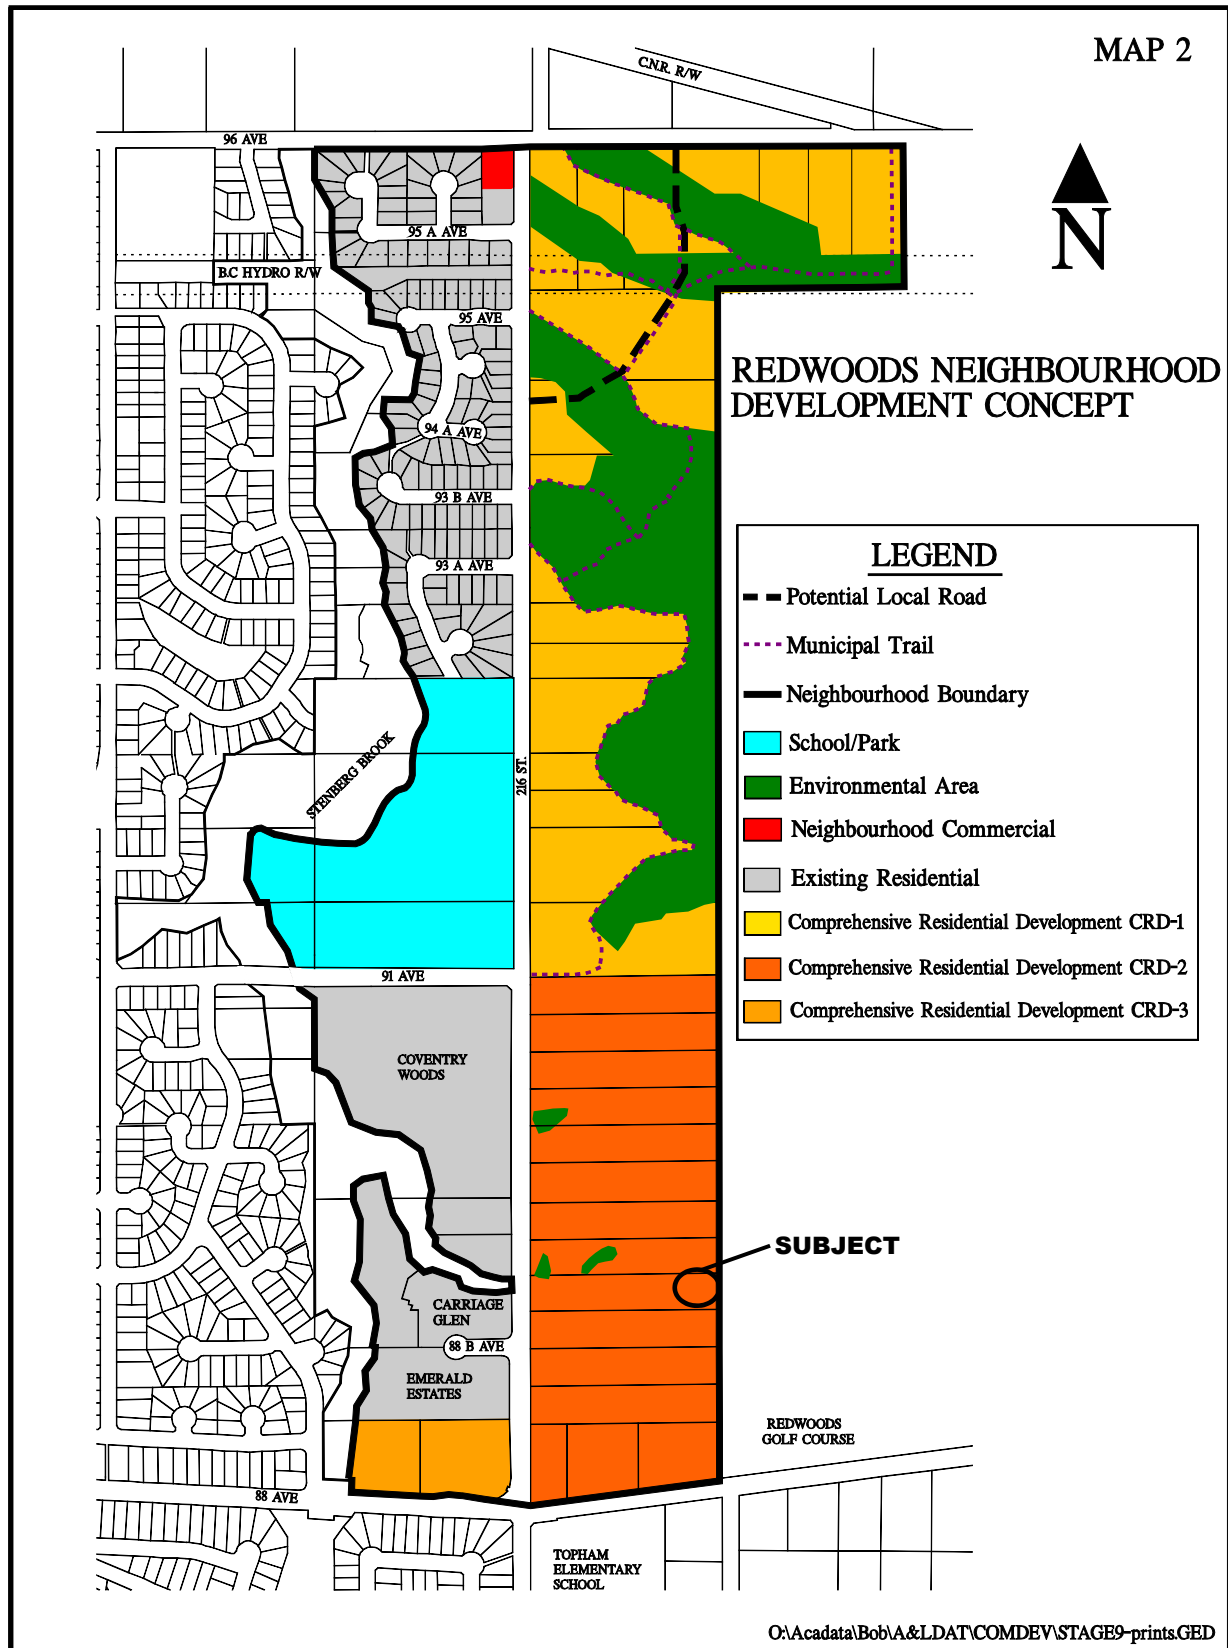 MAP 2
C.N.R. R/W
96 AVE
N
95 A AVE
B.C HYDRO R/W
95 AVE
REDWOODS NEIGHBOURHOOD
DEVELOPMENT CONCEPT
94 A AVE
93 B AVE
93 A AVE
LEGEND
Potential Local Road
Municipal Trail
Neighbourhood Boundary
School/Park
Environmental Area
Neighbourhood Commercial
Existing Residential
Comprehensive Residential Development CRD-1
Comprehensive Residential Development CRD-2
Comprehensive Residential Development CRD-3
STENBERG BROOK
216 ST.
91 AVE
COVENTRY
WOODS
SUBJECT
CARRIAGE
GLEN
88 B AVE
EMERALD
ESTATES
REDWOODS
GOLF COURSE
88 AVE
TOPHAM
ELEMENTARY
SCHOOL
O:\Acadata\Bob\A&LDAT\COMDEV\STAGE9-prints.GED